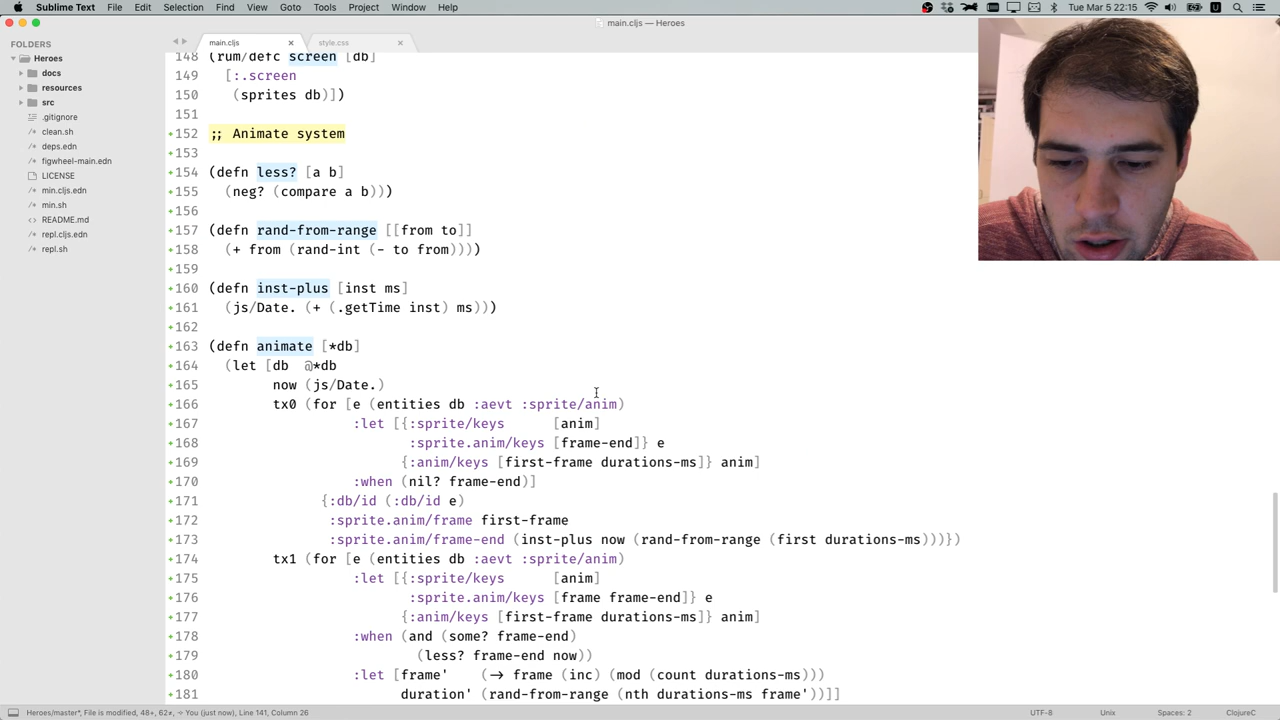 Sublime Text File Edit Selection Find View Goto Tools Project Window Help
Tue Mar 5 22:15
main.cljs — Heroes
FOLDERS
Heroes
docs
resources
src
.gitignore
clean.sh
deps.edn
figwheel-main.edn
LICENSE
min.cljs.edn
min.sh
README.md
repl.cljs.edn
repl.sh
main.cljs
style.css
148 (rum/defc screen [db]
149 [:.screen
150 (sprites db)])
151
152 ;; Animate system
153
154 (defn less? [a b]
155 (neg? (compare a b)))
156
157 (defn rand-from-range [[from to]]
158 (+ from (rand-int (- to from))))
159
160 (defn inst-plus [inst ms]
161 (js/Date. (+ (.getTime inst) ms)))
162
163 (defn animate [*db]
164 (let [db @*db
165 now (js/Date.)
166 tx0 (for [e (entities db :aevt :sprite/anim)
167 :let [{:sprite/keys [anim]
168 :sprite.anim/keys [frame-end]} e
169 {:anim/keys [first-frame durations-ms]} anim]
170 :when (nil? frame-end)]
171 {:db/id (:db/id e)
172 :sprite.anim/frame first-frame
173 :sprite.anim/frame-end (inst-plus now (rand-from-range (first durations-ms)))})
174 tx1 (for [e (entities db :aevt :sprite/anim)
175 :let [{:sprite/keys [anim]
176 :sprite.anim/keys [frame frame-end]} e
177 {:anim/keys [first-frame durations-ms]} anim]
178 :when (and (some? frame-end)
179 (less? frame-end now))
180 :let [frame' (-> frame (inc) (mod (count durations-ms)))
181 duration' (rand-from-range (nth durations-ms frame'))]]
Heroes/master*, File is modified, 48+, 62≠, → You (just now), Line 141, Column 26
UTF-8
Unix
Spaces: 2
ClojureC